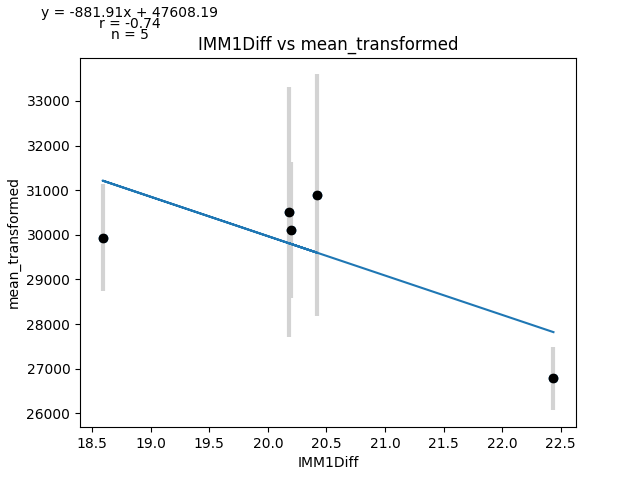 y = -881.91x + 47608.19
r = -0.74
n = 5
IMM1Diff vs mean_transformed
mean_transformed
33000
32000
31000
30000
29000
28000
27000
26000
18.5 19.0 19.5 20.0 20.5 21.0 21.5 22.0 22.5
IMM1Diff